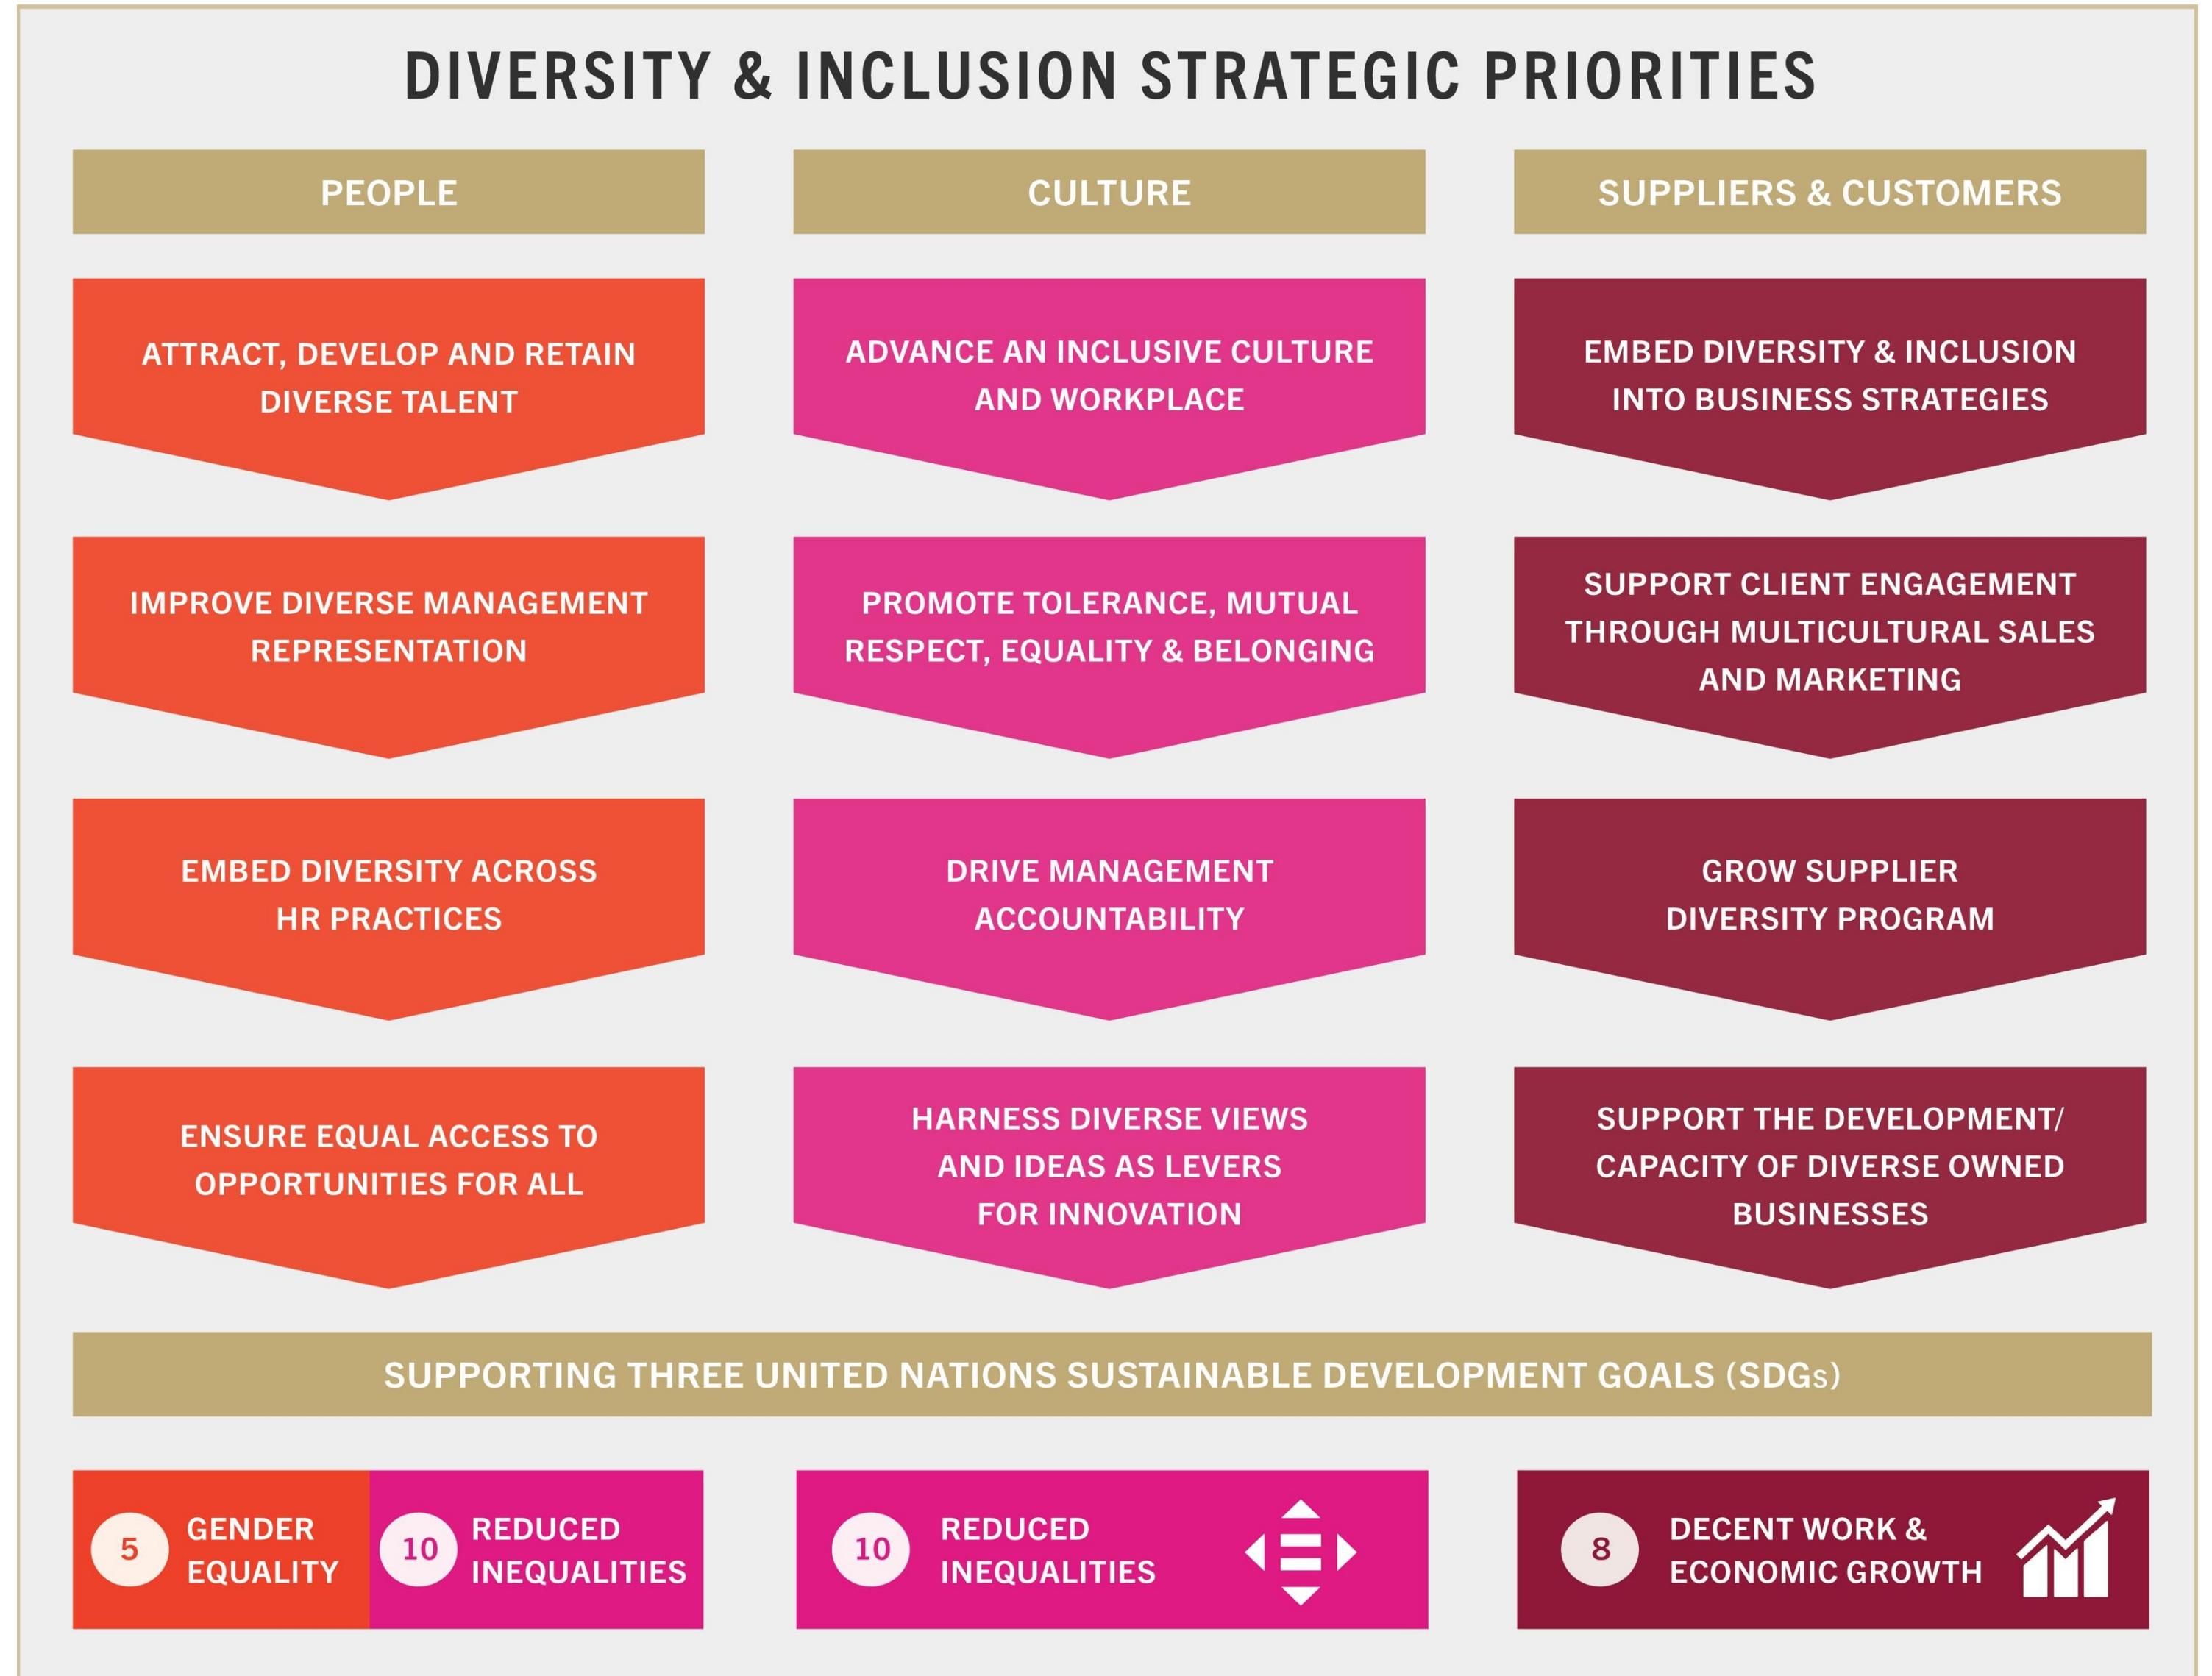 DIVERSITY & INCLUSION STRATEGIC PRIORITIES
PEOPLE
ATTRACT, DEVELOP AND RETAIN
DIVERSE TALENT
IMPROVE DIVERSE MANAGEMENT
REPRESENTATION
EMBED DIVERSITY ACROSS
HR PRACTICES
ENSURE EQUAL ACCESS TO
OPPORTUNITIES FOR ALL
CULTURE
ADVANCE AN INCLUSIVE CULTURE
AND WORKPLACE
PROMOTE TOLERANCE, MUTUAL
RESPECT, EQUALITY & BELONGING
DRIVE MANAGEMENT
ACCOUNTABILITY
HARNESS DIVERSE VIEWS
AND IDEAS AS LEVERS
FOR INNOVATION
SUPPLIERS & CUSTOMERS
EMBED DIVERSITY & INCLUSION
INTO BUSINESS STRATEGIES
SUPPORT CLIENT ENGAGEMENT
THROUGH MULTICULTURAL SALES
AND MARKETING
GROW SUPPLIER
DIVERSITY PROGRAM
SUPPORT THE DEVELOPMENT/
CAPACITY OF DIVERSE OWNED
BUSINESSES
SUPPORTING THREE UNITED NATIONS SUSTAINABLE DEVELOPMENT GOALS (SDGs)
5
GENDER
EQUALITY
10
REDUCED
INEQUALITIES
10
REDUCED
INEQUALITIES
8
DECENT WORK &
ECONOMIC GROWTH